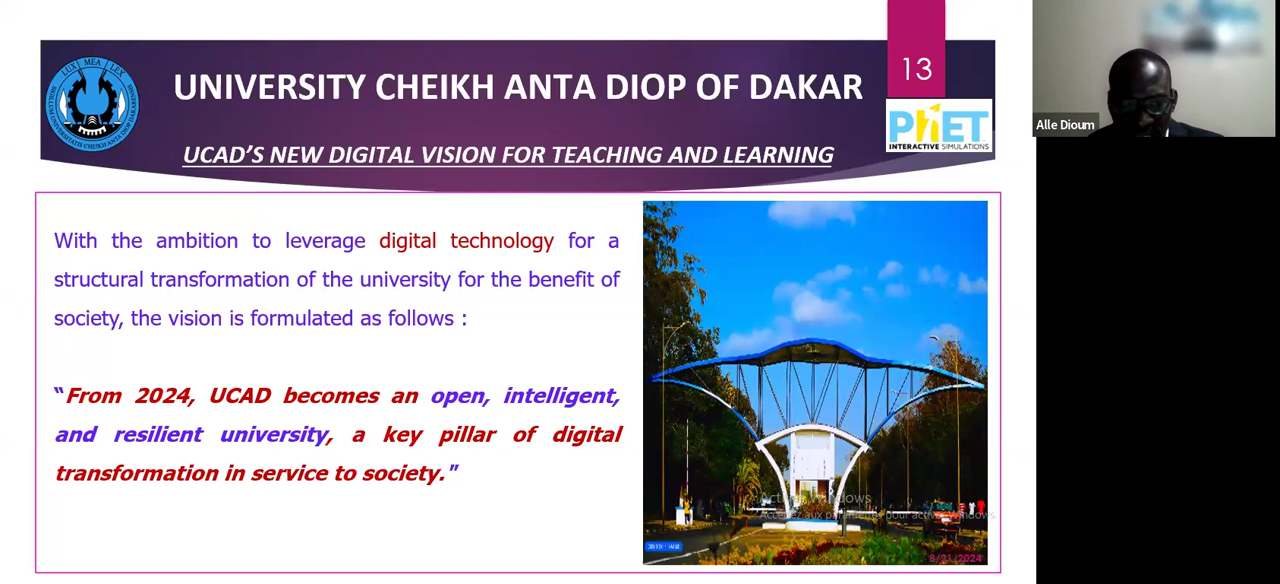 UNIVERSITY CHEIKH ANTA DIOP OF DAKAR
13
LUX MEA LEX
PhET
INTERACTIVE SIMULATIONS
UCAD’S NEW DIGITAL VISION FOR TEACHING AND LEARNING
Alle Dioum
With the ambition to leverage digital technology for a
structural transformation of the university for the benefit of
society, the vision is formulated as follows :
"From 2024, UCAD becomes an open, intelligent,
and resilient university, a key pillar of digital
transformation in service to society."
8/21/2024